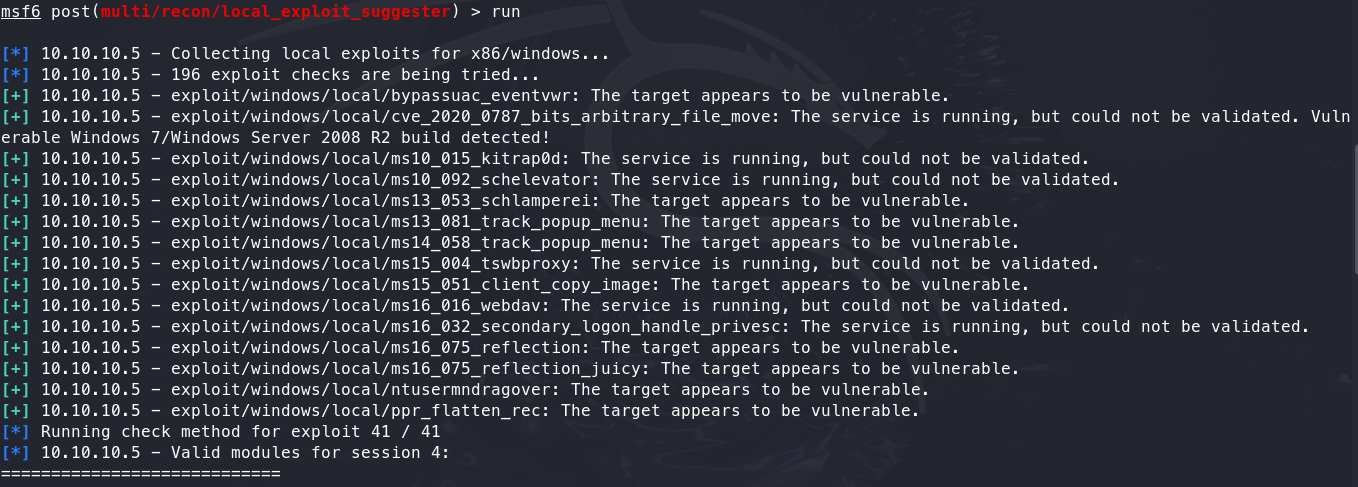 msf6 post(multi/recon/local_exploit_suggester) > run
[*] 10.10.10.5 - Collecting local exploits for x86/windows...
[*] 10.10.10.5 - 196 exploit checks are being tried...
[+] 10.10.10.5 - exploit/windows/local/bypassuac_eventvwr: The target appears to be vulnerable.
[+] 10.10.10.5 - exploit/windows/local/cve_2020_0787_bits_arbitrary_file_move: The service is running, but could not be validated. Vuln
erable Windows 7/Windows Server 2008 R2 build detected!
[+] 10.10.10.5 - exploit/windows/local/ms10_015_kitrap0d: The service is running, but could not be validated.
[+] 10.10.10.5 - exploit/windows/local/ms10_092_schelevator: The service is running, but could not be validated.
[+] 10.10.10.5 - exploit/windows/local/ms13_053_schlamperei: The target appears to be vulnerable.
[+] 10.10.10.5 - exploit/windows/local/ms13_081_track_popup_menu: The target appears to be vulnerable.
[+] 10.10.10.5 - exploit/windows/local/ms14_058_track_popup_menu: The target appears to be vulnerable.
[+] 10.10.10.5 - exploit/windows/local/ms15_004_tswbproxy: The service is running, but could not be validated.
[+] 10.10.10.5 - exploit/windows/local/ms15_051_client_copy_image: The target appears to be vulnerable.
[+] 10.10.10.5 - exploit/windows/local/ms16_016_webdav: The service is running, but could not be validated.
[+] 10.10.10.5 - exploit/windows/local/ms16_032_secondary_logon_handle_privesc: The service is running, but could not be validated.
[+] 10.10.10.5 - exploit/windows/local/ms16_075_reflection: The target appears to be vulnerable.
[+] 10.10.10.5 - exploit/windows/local/ms16_075_reflection_juicy: The target appears to be vulnerable.
[+] 10.10.10.5 - exploit/windows/local/ntusermndragover: The target appears to be vulnerable.
[+] 10.10.10.5 - exploit/windows/local/ppr_flatten_rec: The target appears to be vulnerable.
[*] Running check method for exploit 41 / 41
[*] 10.10.10.5 - Valid modules for session 4:
============================